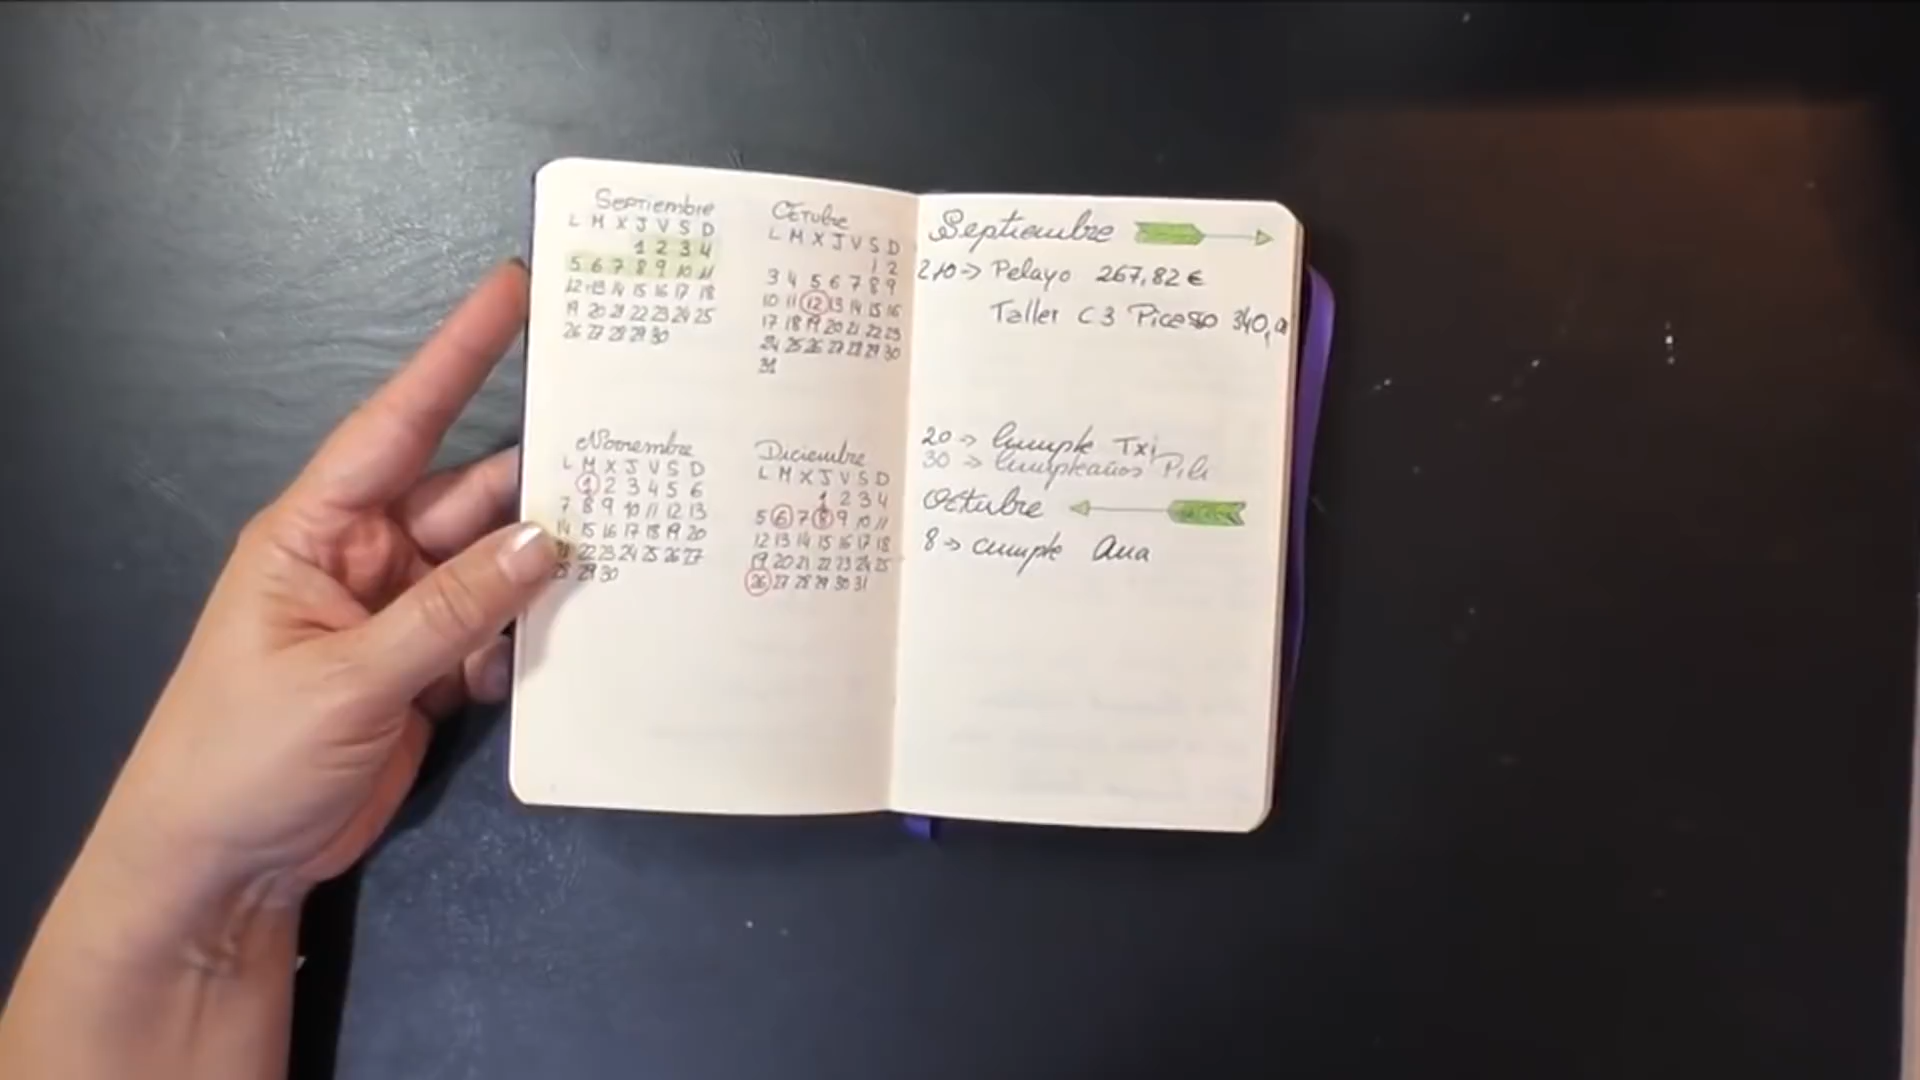 Septiembre
L M X J V S D
1 2 3 4
5 6 7 8 9 10 11
12 13 14 15 16 17 18
19 20 21 22 23 24 25
26 27 28 29 30
Octubre
L M X J V S D
1 2
3 4 5 6 7 8 9
10 11 12 13 14 15 16
17 18 19 20 21 22 23
24 25 26 27 28 29 30
31
Noviembre
L M X J V S D
1 2 3 4 5 6
7 8 9 10 11 12 13
14 15 16 17 18 19 20
22 23 24 25 26 27
29 30
Diciembre
L M X J V S D
1 2 3 4
5 6 7 8 9 10 11
12 13 14 15 16 17 18
19 20 21 22 23 24 25
26 27 28 29 30 31
Septiembre
-> Pelayo 267,82 €
Taller C3 Picasso
20 -> Cumple Txi
30 -> Cumpleaños Pili
Octubre
8 -> cumple Ana